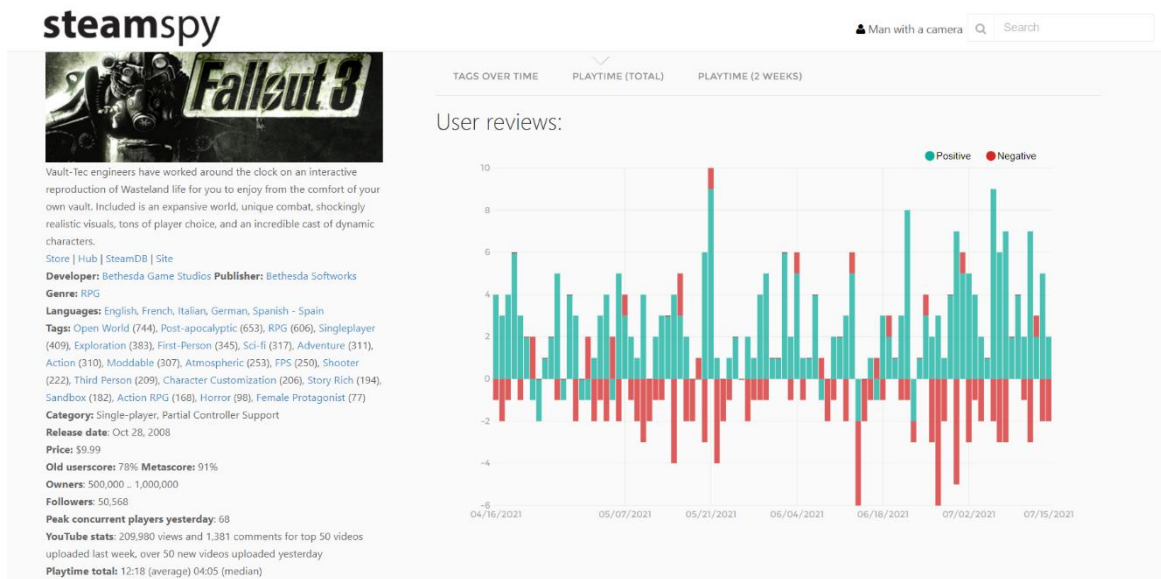 steamspy
Man with a camera
Search
Fallout 3
Vault-Tec engineers have worked around the clock on an interactive
reproduction of Wasteland life for you to enjoy from the comfort of your
own vault. Included is an expansive world, unique combat, shockingly
realistic visuals, tons of player choice, and an incredible cast of dynamic
characters.
Store | Hub | SteamDB | Site
Developer: Bethesda Game Studios Publisher: Bethesda Softworks
Genre: RPG
Languages: English, French, Italian, German, Spanish - Spain
Tags: Open World (744), Post-apocalyptic (653), RPG (606), Singleplayer
(409), Exploration (383), First-Person (345), Sci-fi (317), Adventure (311),
Action (310), Moddable (307), Atmospheric (253), FPS (250), Shooter
(222), Third Person (209), Character Customization (206), Story Rich (194),
Sandbox (182), Action RPG (168), Horror (98), Female Protagonist (77)
Category: Single-player, Partial Controller Support
Release date: Oct 28, 2008
Price: $9.99
Old userscore: 78% Metascore: 91%
Owners: 500,000 .. 1,000,000
Followers: 50,568
Peak concurrent players yesterday: 68
YouTube stats: 209,980 views and 1,381 comments for top 50 videos
uploaded last week, over 50 new videos uploaded yesterday
Playtime total: 12:18 (average) 04:05 (median)
TAGS OVER TIME PLAYTIME (TOTAL) PLAYTIME (2 WEEKS)
User reviews:
Positive Negative
10
8
6
4
2
0
-2
-4
-6
04/16/2021 05/07/2021 05/21/2021 06/04/2021 06/18/2021 07/02/2021 07/15/2021